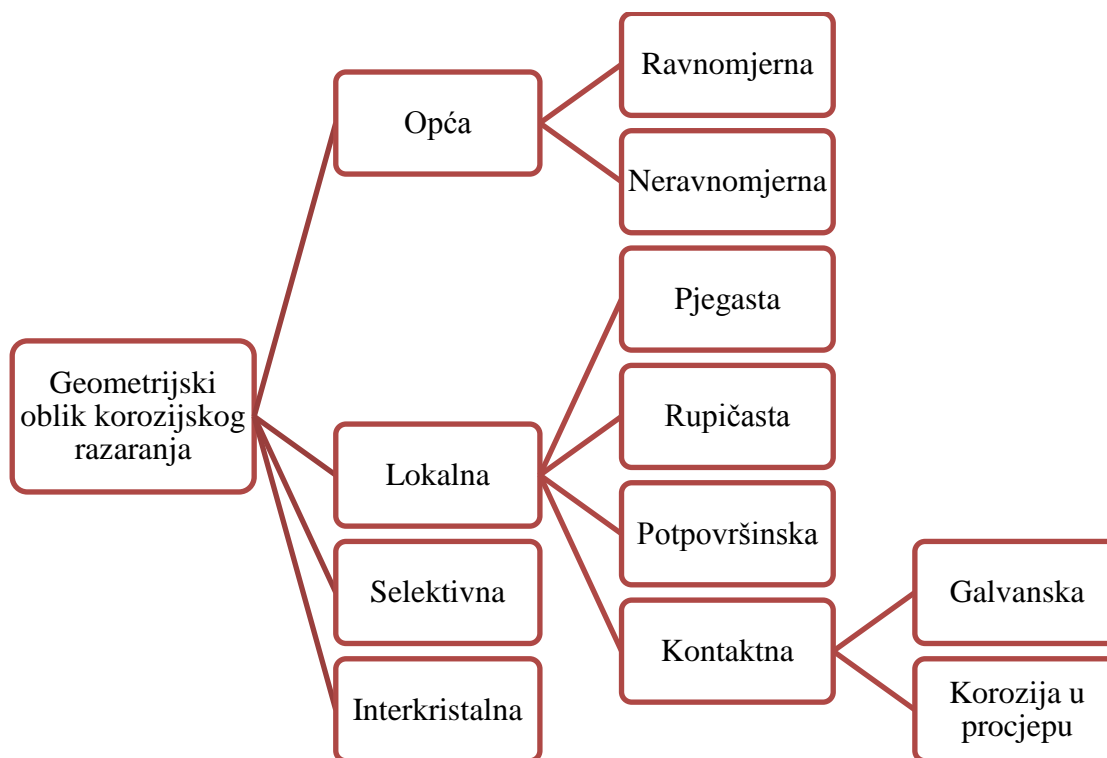 Geometrijski
oblik korozijskog
razaranja
Opća
Ravnomjerna
Neravnomjerna
Lokalna
Pjegasta
Rupičasta
Potpovršinska
Kontaktna
Galvanska
Korozija u
procjepu
Selektivna
Interkristalna